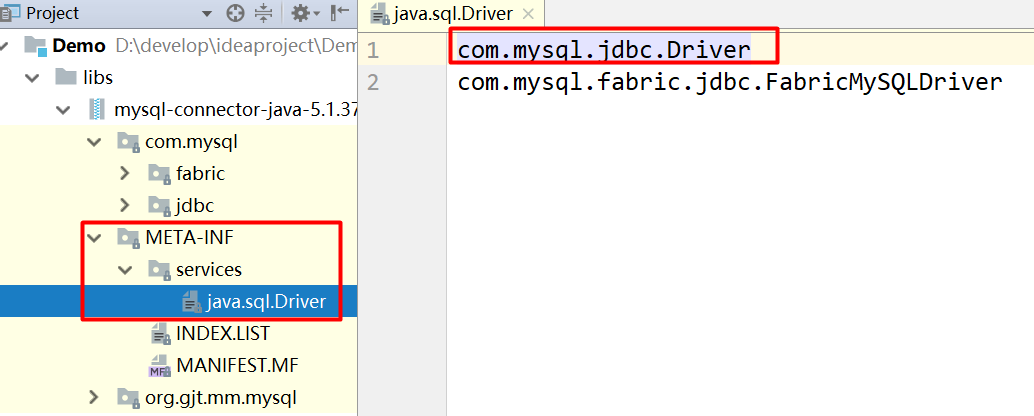 Project
Demo D:\develop\ideaproject\Dem
libs
mysql-connector-java-5.1.37
com.mysql
fabric
jdbc
META-INF
services
java.sql.Driver
INDEX.LIST
MF MANIFEST.MF
org.gjt.mm.mysql
java.sql.Driver
1 com.mysql.jdbc.Driver
2 com.mysql.fabric.jdbc.FabricMySQLDriver